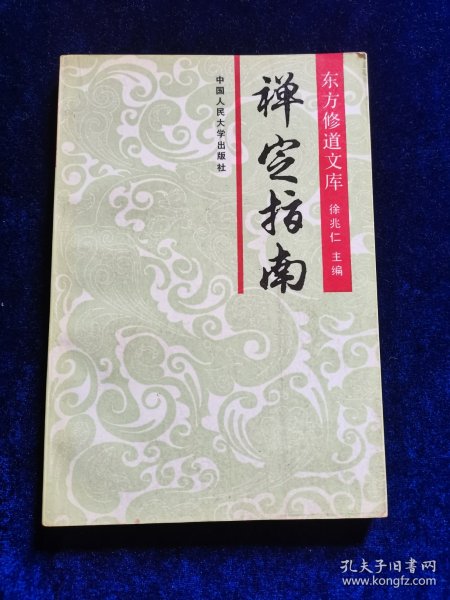 东方修道文库
徐兆仁 主编
禅定指南
中国人民大学出版社
孔夫子旧书网
www.kongfz.com